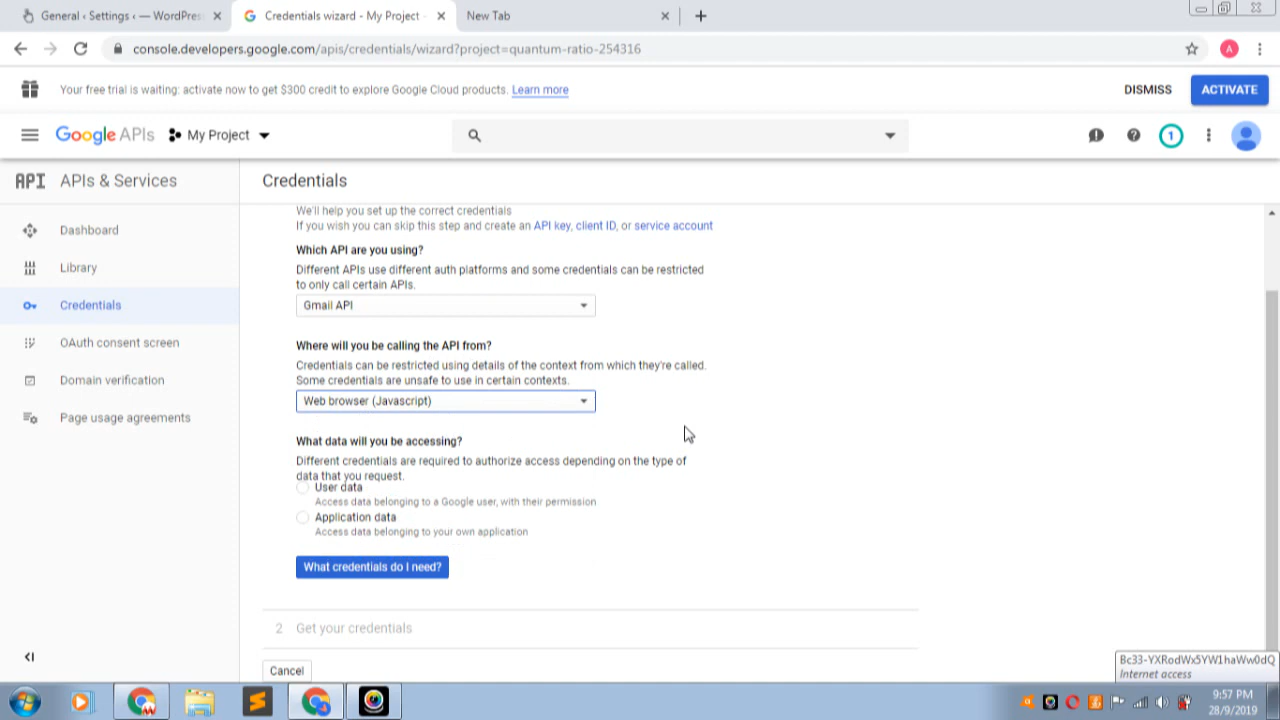 General ‹ Settings ‹ — WordPres
Credentials wizard - My Project -
New Tab
console.developers.google.com/apis/credentials/wizard?project=quantum-ratio-254316
A
Your free trial is waiting: activate now to get $300 credit to explore Google Cloud products. Learn more
DISMISS
ACTIVATE
Google APIs
My Project
1
API APIs & Services
Credentials
Dashboard
Library
Credentials
OAuth consent screen
Domain verification
Page usage agreements
We'll help you set up the correct credentials
If you wish you can skip this step and create an API key, client ID, or service account
Which API are you using?
Different APIs use different auth platforms and some credentials can be restricted
to only call certain APIs.
Gmail API
Where will you be calling the API from?
Credentials can be restricted using details of the context from which they're called.
Some credentials are unsafe to use in certain contexts.
Web browser (Javascript)
What data will you be accessing?
Different credentials are required to authorize access depending on the type of
data that you request.
User data
Access data belonging to a Google user, with their permission
Application data
Access data belonging to your own application
What credentials do I need?
2 Get your credentials
Cancel
Bc33-YXRodWx5YW1haWw0dQ
Internet access
9:57 PM
28/9/2019